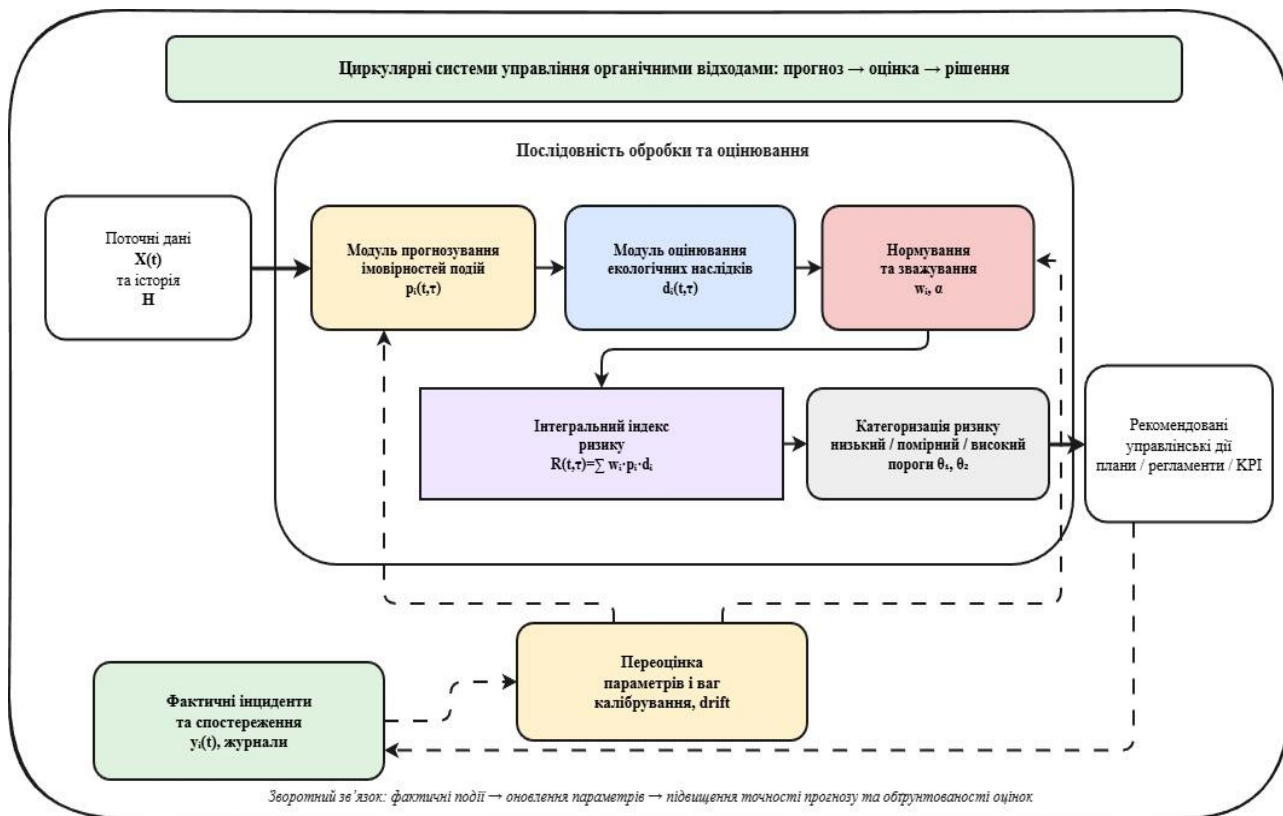 Циркулярні системи управління органічними відходами: прогноз → оцінка → рішення
Послідовність обробки та оцінювання
Поточні дані
X(t)
та історія
H
Модуль прогнозування
імовірностей подій
pᵢ(t,τ)
Модуль оцінювання
екологічних наслідків
dᵢ(t,τ)
Нормування
та зважування
wᵢ, α
Інтегральний індекс
ризику
R(t,τ)=∑ wᵢ·pᵢ·dᵢ
Категоризація ризику
низький / помірний / високий
пороги θ₁, θ₂
Рекомендовані
управлінські дії
плани / регламенти / KPI
Переоцінка
параметрів і ваг
калібрування, drift
Фактичні інциденти
та спостереження
yᵢ(t), журнали
Зворотний зв’язок: фактичні події → оновлення параметрів → підвищення точності прогнозу та обґрунтованості оцінок